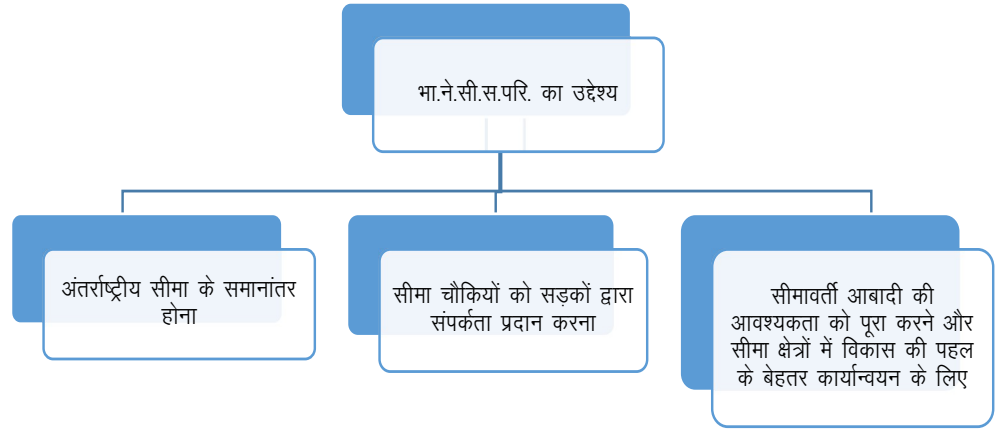 भा.ने.सी.स.परि. का उद्देश्य
अंतर्राष्ट्रीय सीमा के समानांतर
होना
सीमा चौकियों को सड़कों द्वारा
संपर्कता प्रदान करना
सीमावर्ती आबादी की
आवश्यकता को पूरा करने और
सीमा क्षेत्रों में विकास की पहल
के बेहतर कार्यान्वयन के लिए